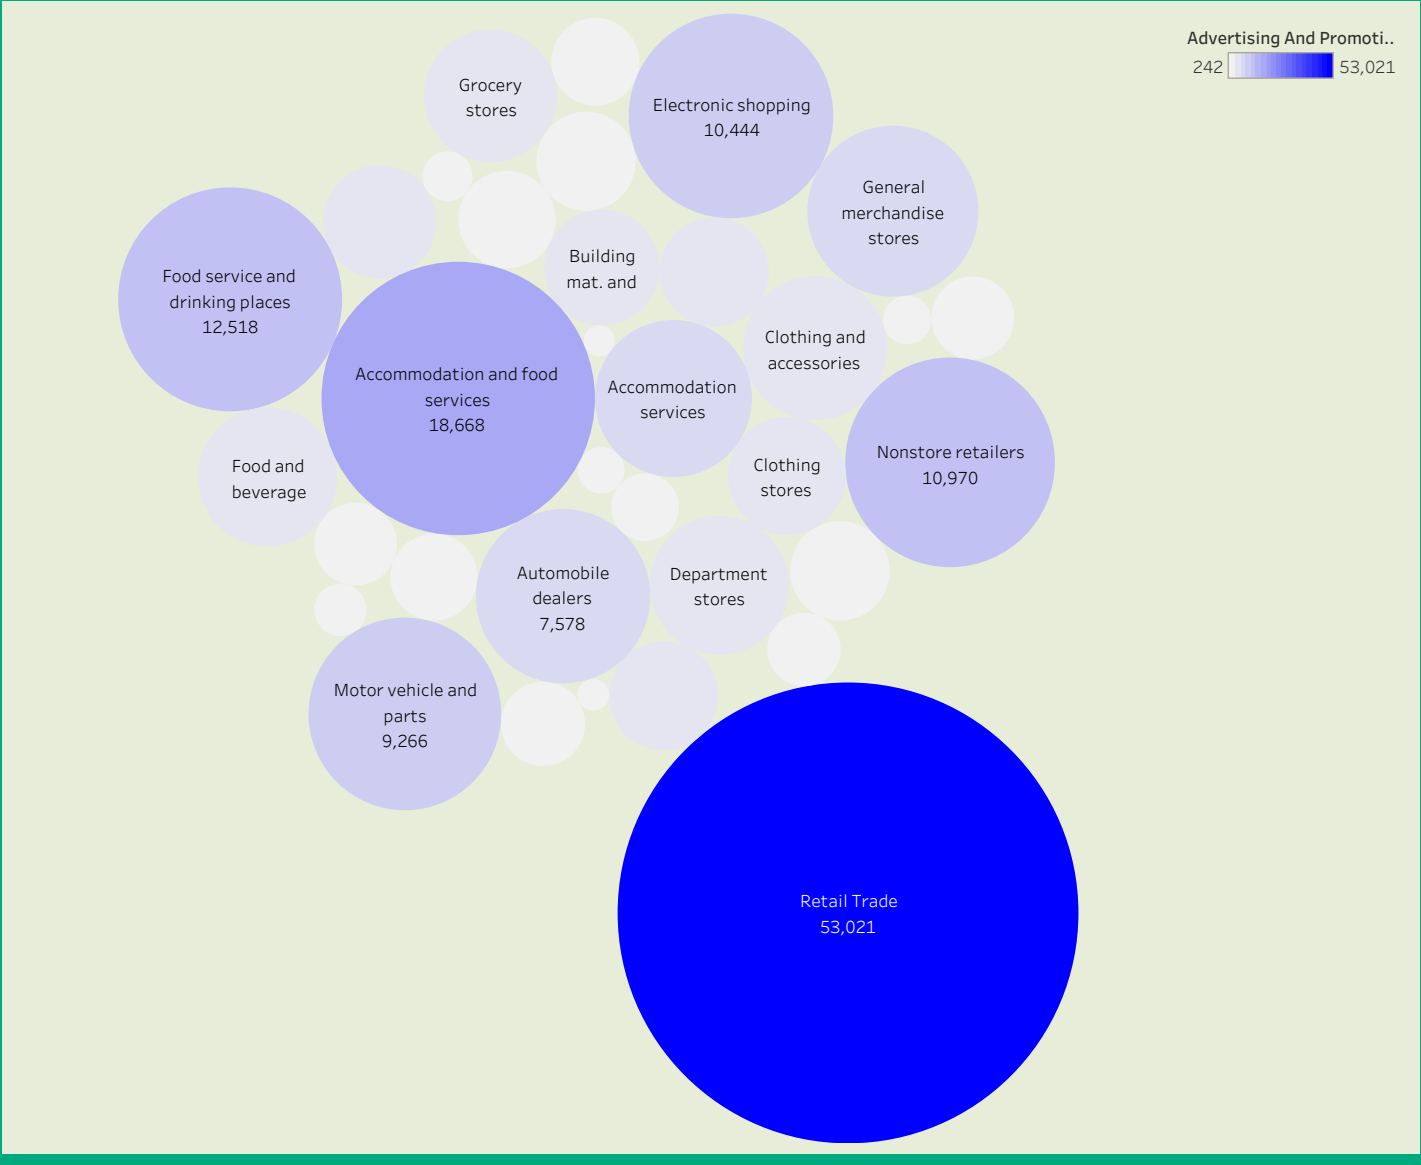 Advertising And Promoti..
242
53,021
Grocery
stores
Electronic shopping
10,444
General
merchandise
stores
Food service and
drinking places
12,518
Building
mat. and
Clothing and
accessories
Accommodation and food
services
18,668
Accommodation
services
Food and
beverage
Clothing
stores
Nonstore retailers
10,970
Automobile
dealers
7,578
Department
stores
Motor vehicle and
parts
9,266
Retail Trade
53,021